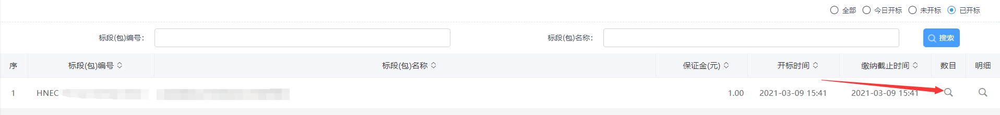 全部 今日开标 未开标 已开标
标段(包)编号： 标段(包)名称： 搜索
序 标段(包)编号 标段(包)名称 保证金(元) 开标时间 缴纳截止时间 数目 明细
1 HNEC 1.00 2021-03-09 15:41 2021-03-09 15:41